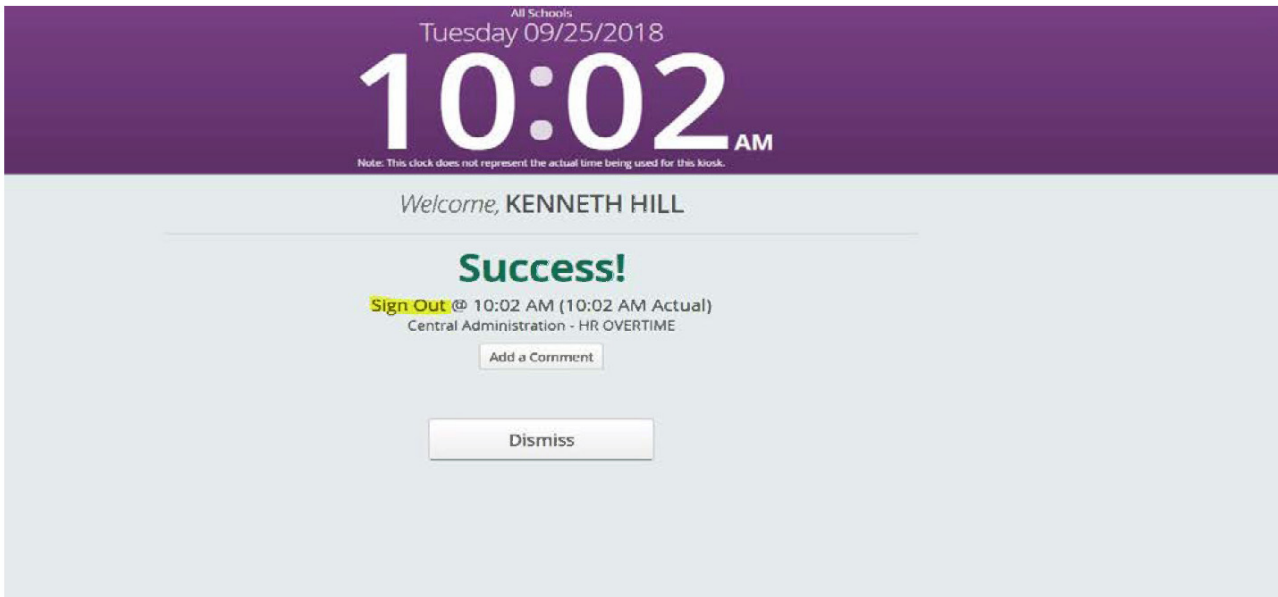 All Schools
Tuesday 09/25/2018
10:02 AM
Note: This clock does not represent the actual time being used for this kiosk.
Welcome, KENNETH HILL
Success!
Sign Out @ 10:02 AM (10:02 AM Actual)
Central Administration - HR OVERTIME
Add a Comment
Dismiss